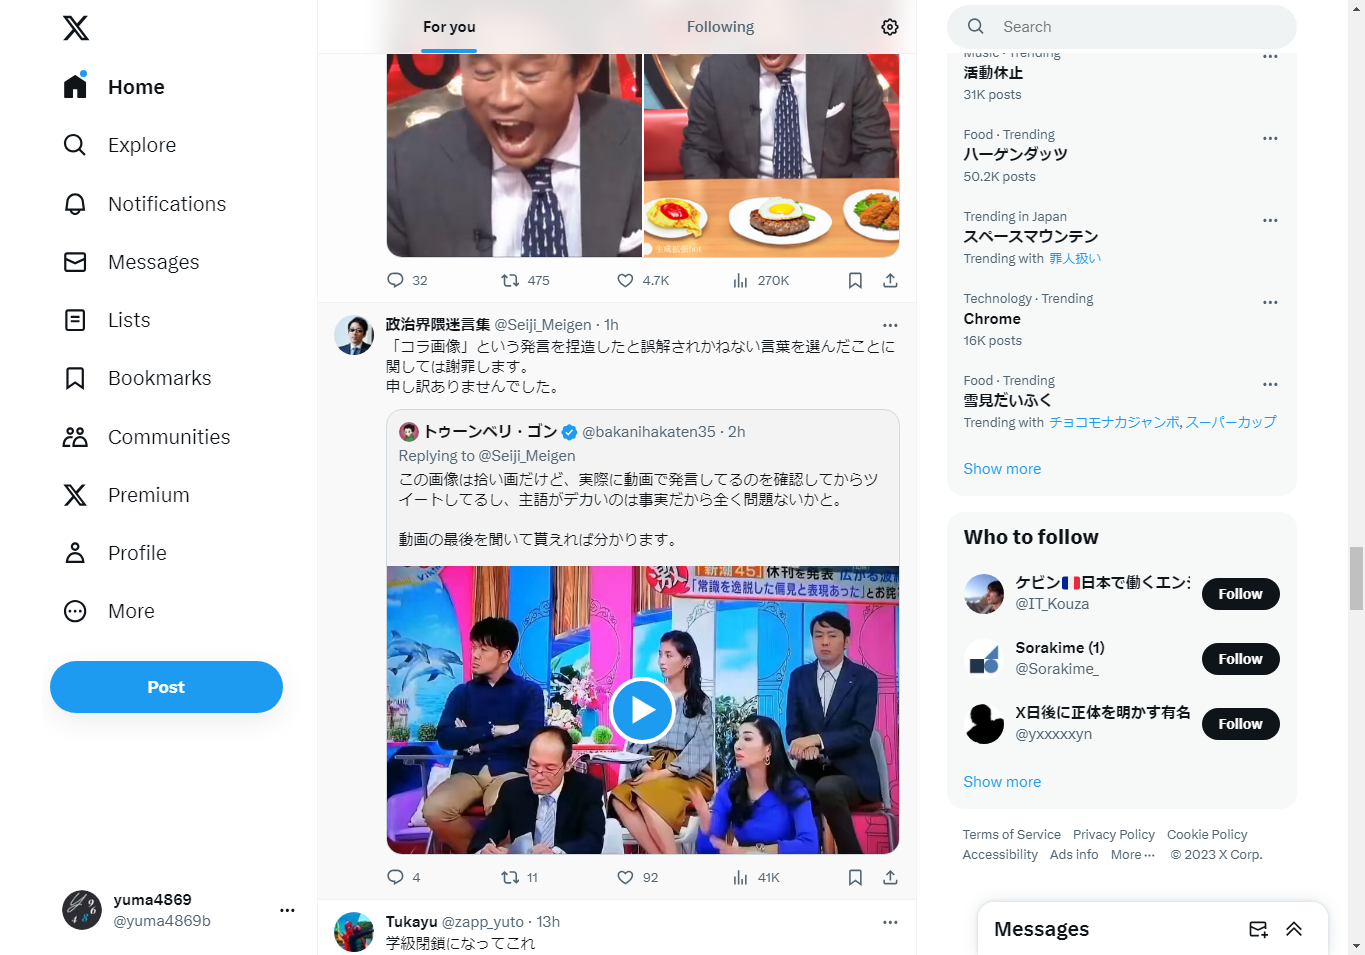 Home
Explore
Notifications
Messages
Lists
Bookmarks
Communities
Premium
Profile
More
Post
yuma4869
@yuma4869b
For you
Following
生成拡張bot
32
475
4.7K
270K
政治界隈迷言集 @Seiji_Meigen · 1h
「コラ画像」という発言を捏造したと誤解されかねない言葉を選んだことに
関しては謝罪します。
申し訳ありませんでした。
トゥーンベリ・ゴン @bakanihakaten35 · 2h
Replying to @Seiji_Meigen
この画像は拾い画だけど、実際に動画で発言してるのを確認してからツ
イートしてるし、主語がデカいのは事実だから全く問題ないかと。
動画の最後を聞いて貰えれば分かります。
激
「新潮45」休刊を発表 広がる波紋
「常識を逸脱した偏見と表現あった」とお詫
4
11
92
41K
Tukayu @zapp_yuto · 13h
学級閉鎖になってこれ
Search
Music · Trending
活動休止
31K posts
Food · Trending
ハーゲンダッツ
50.2K posts
Trending in Japan
スペースマウンテン
Trending with 罪人扱い
Technology · Trending
Chrome
16K posts
Food · Trending
雪見だいふく
Trending with チョコモナカジャンボ, スーパーカップ
Show more
Who to follow
ケビン🇫🇷日本で働くエンジ
@IT_Kouza
Follow
Sorakime (1)
@Sorakime_
Follow
X日後に正体を明かす有名
@yxxxxxyn
Follow
Show more
Terms of Service Privacy Policy Cookie Policy
Accessibility Ads info More ··· © 2023 X Corp.
Messages